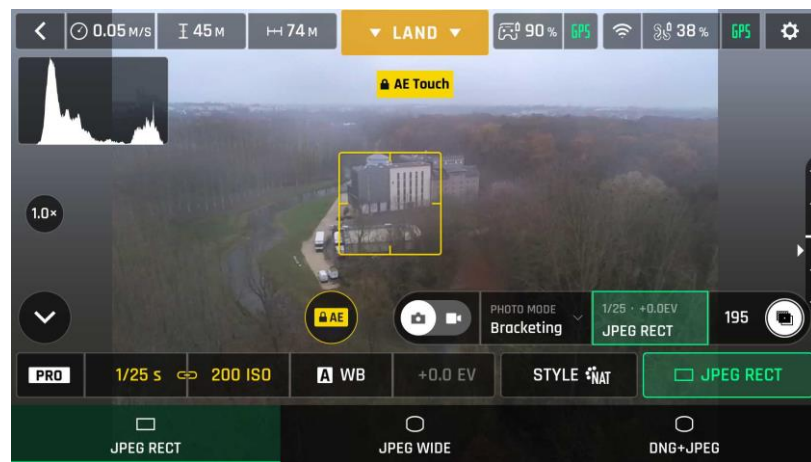 0.05 M/S 45 M 74 M LAND 90 % GPS 38 % GPS
AE Touch
1.0×
AE
PHOTO MODE
Bracketing
1/25 · +0.0EV
JPEG RECT
195
PRO 1/25 s 200 ISO A WB +0.0 EV STYLE NAT JPEG RECT
JPEG RECT JPEG WIDE DNG+JPEG